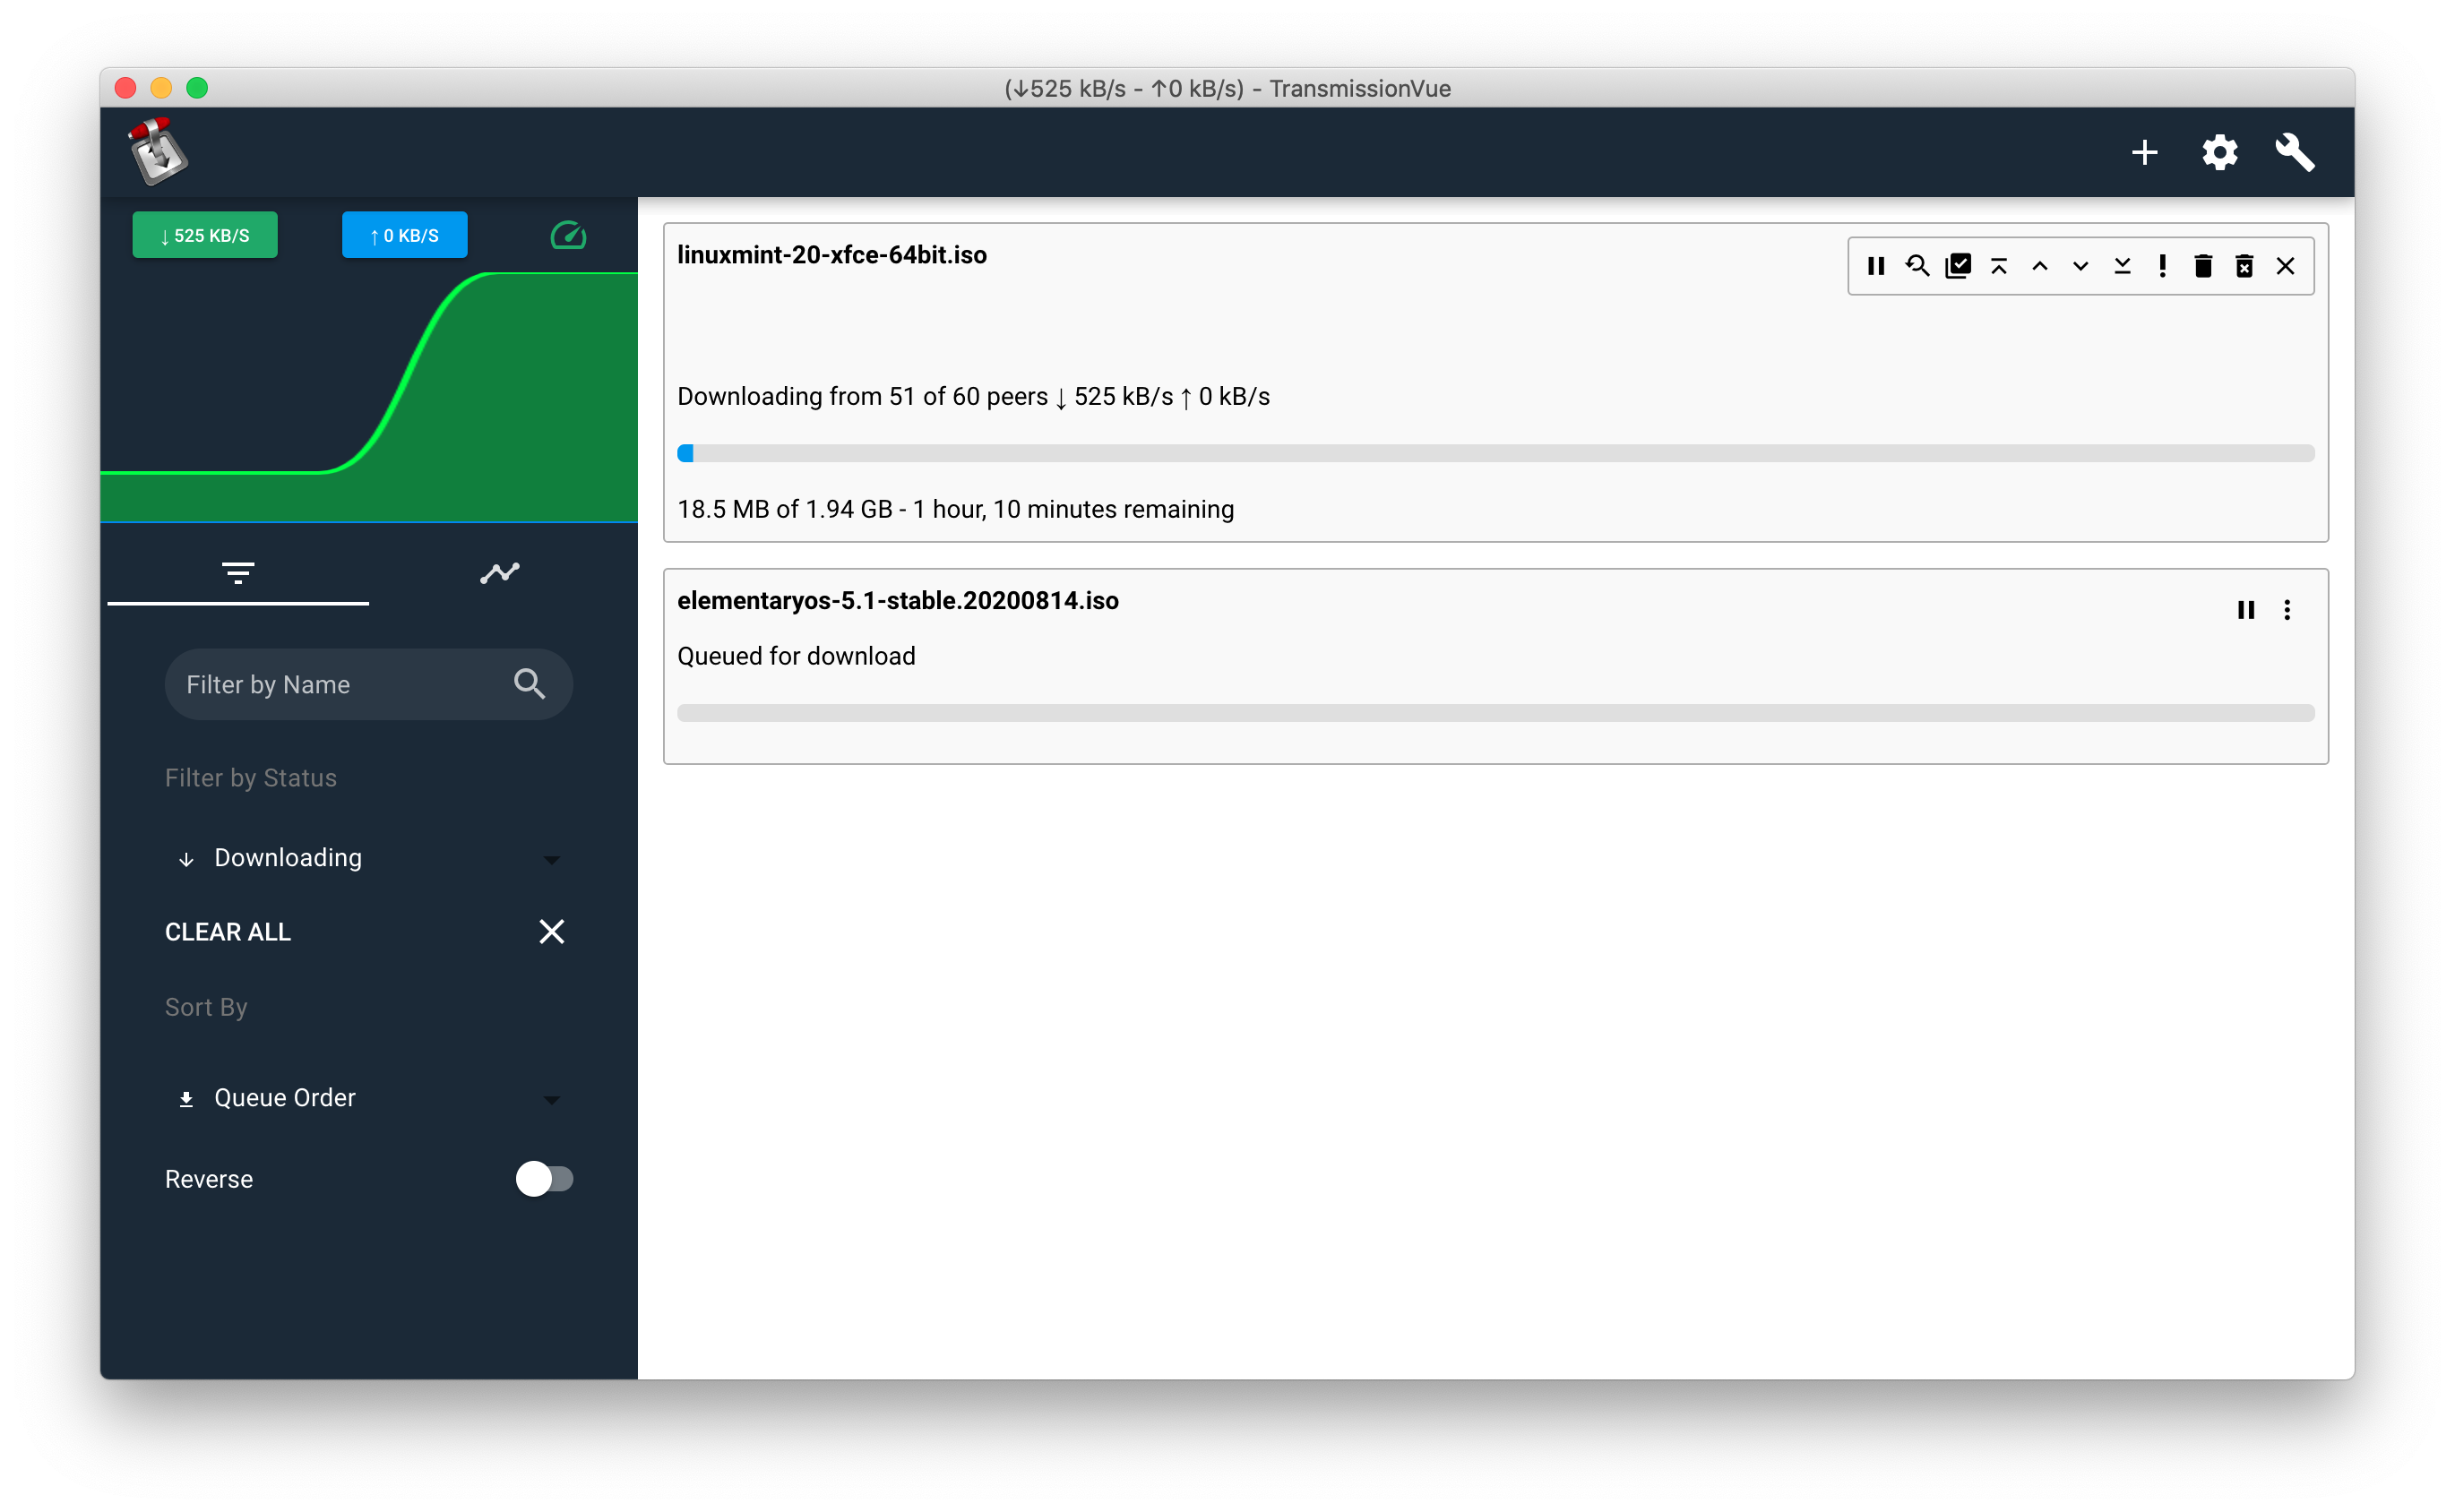 (↓525 kB/s - ↑0 kB/s) - TransmissionVue
↓ 525 KB/S
↑ 0 KB/S
Filter by Name
Filter by Status
Downloading
CLEAR ALL
Sort By
Queue Order
Reverse
linuxmint-20-xfce-64bit.iso
Downloading from 51 of 60 peers ↓ 525 kB/s ↑ 0 kB/s
18.5 MB of 1.94 GB - 1 hour, 10 minutes remaining
elementaryos-5.1-stable.20200814.iso
Queued for download